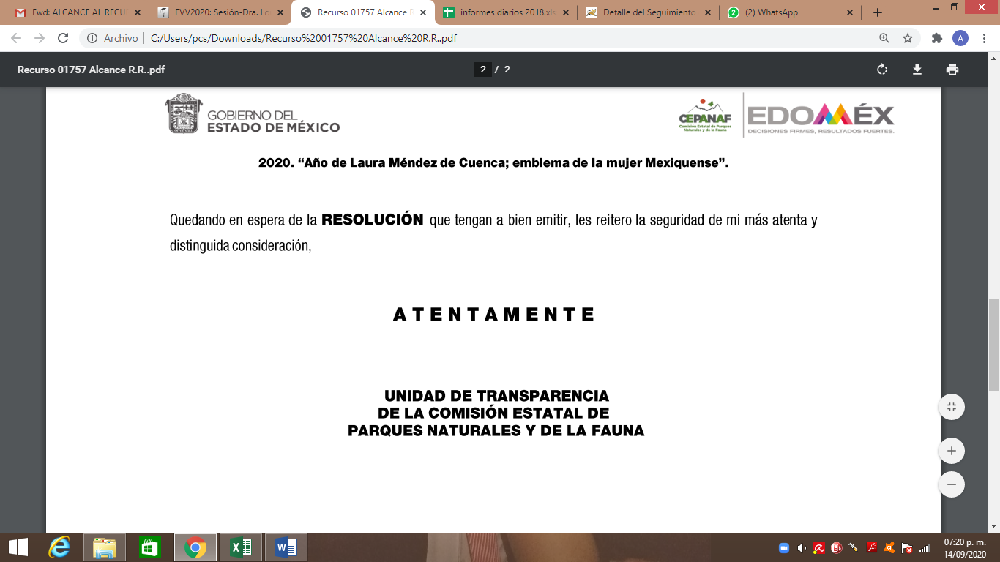 Fwd: ALCANCE AL RECU
EVV2020: Sesión-Dra. Lo
Recurso 01757 Alcance R
informes diarios 2018.xls
Detalle del Seguimiento
(2) WhatsApp
Archivo
C:/Users/pcs/Downloads/Recurso%2001757%20Alcance%20R.R..pdf
A
Recurso 01757 Alcance R.R..pdf
2 / 2
GOBIERNO DEL
ESTADO DE MÉXICO
CEPANAF
Comisión Estatal de Parques
Naturales y de la Fauna
EDOMÉX
DECISIONES FIRMES, RESULTADOS FUERTES.
2020. “Año de Laura Méndez de Cuenca; emblema de la mujer Mexiquense”.
Quedando en espera de la RESOLUCIÓN que tengan a bien emitir, les reitero la seguridad de mi más atenta y
distinguida consideración,
A T E N T A M E N T E
UNIDAD DE TRANSPARENCIA
DE LA COMISIÓN ESTATAL DE
PARQUES NATURALES Y DE LA FAUNA
07:20 p. m.
14/09/2020